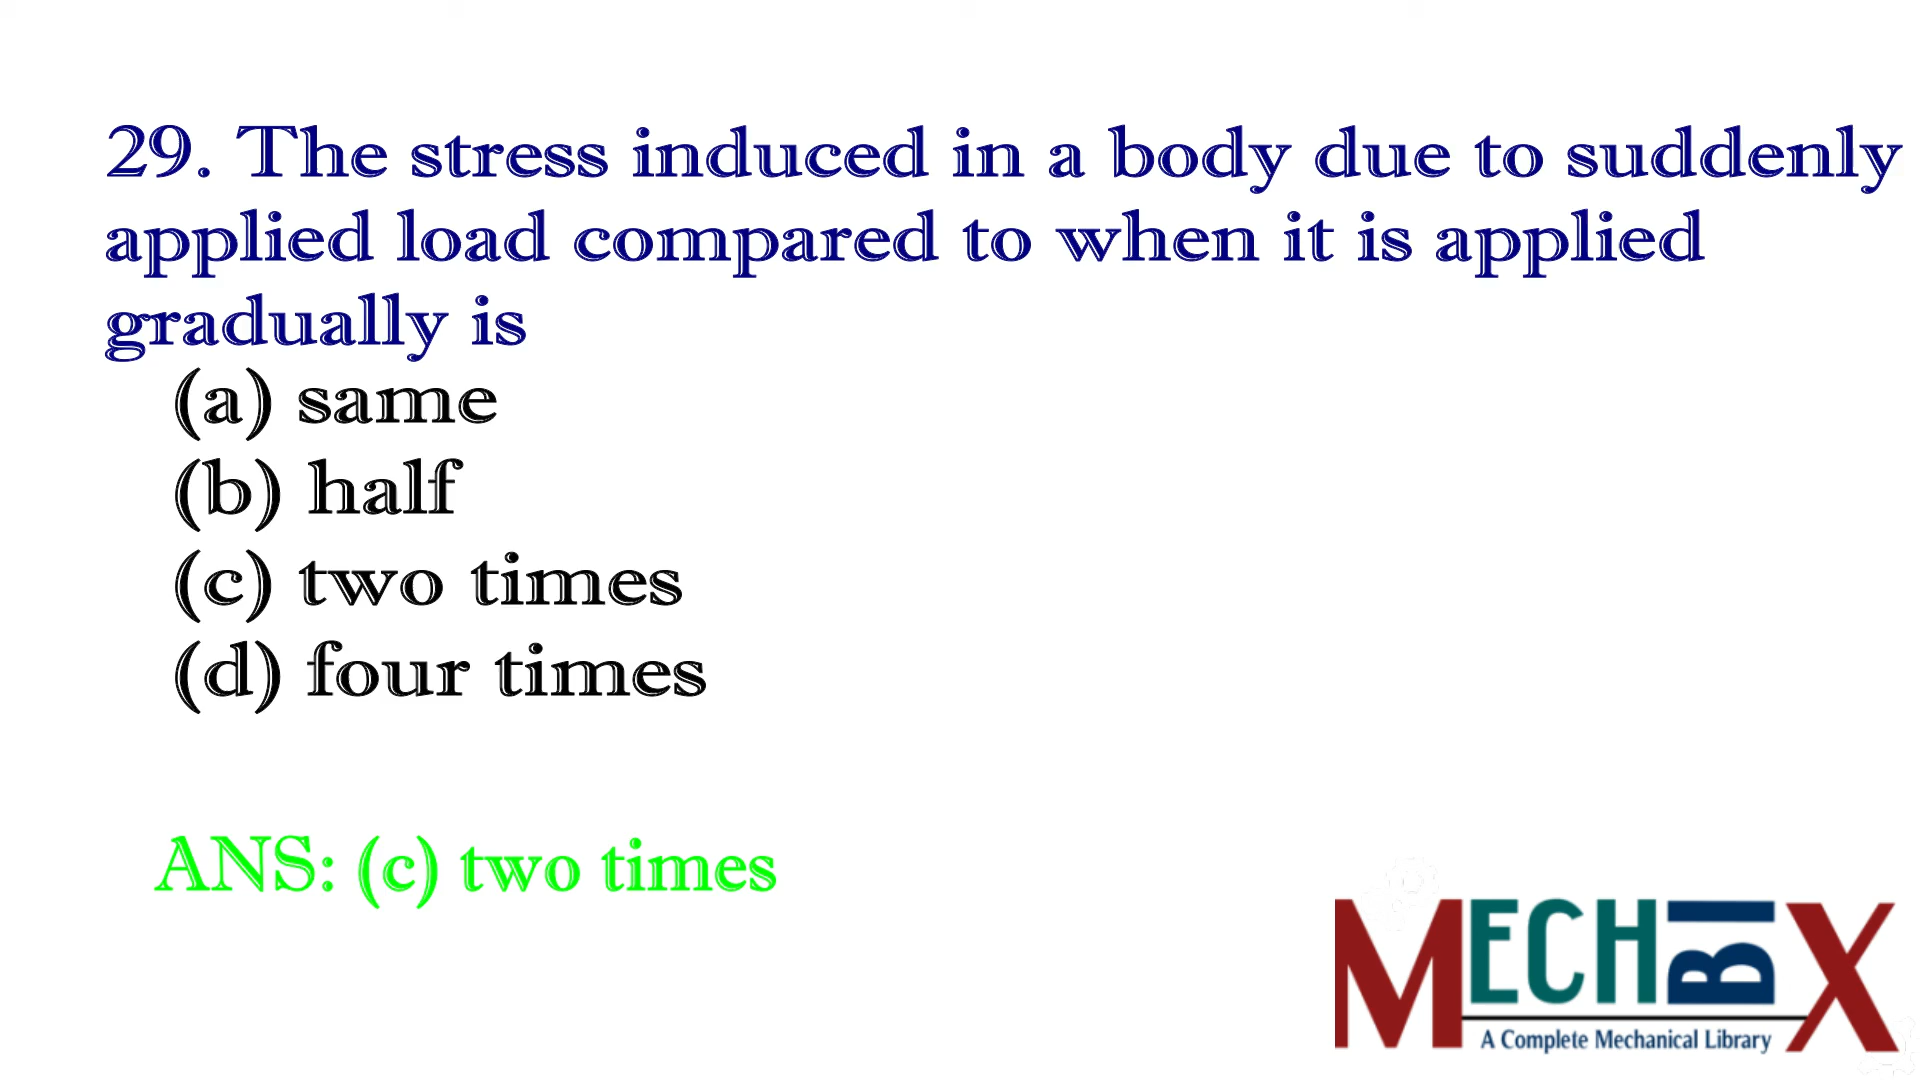 29. The stress induced in a body due to suddenly
applied load compared to when it is applied
gradually is
(a) same
(b) half
(c) two times
(d) four times
ANS: (c) two times
MECHBIX
A Complete Mechanical Library